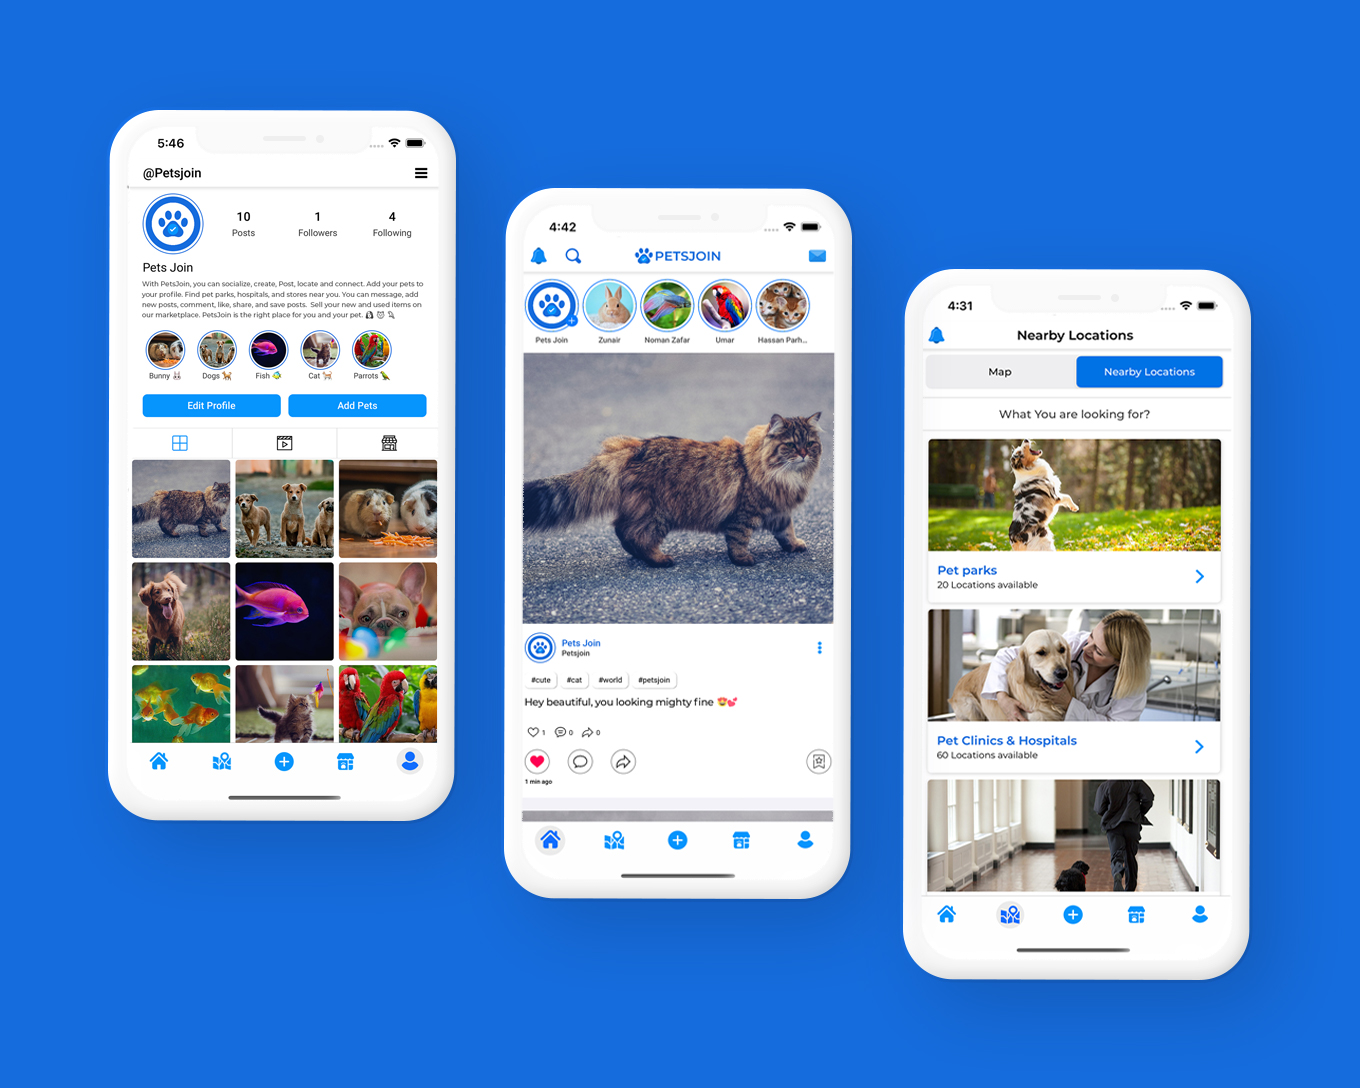 5:46
@Petsjoin
10
Posts
1
Followers
4
Following
Pets Join
With PetsJoin, you can socialize, create, Post, locate and connect. Add your pets to
your profile. Find pet parks, hospitals, and stores near you. You can message, add
new posts, comment, like, share, and save posts. Sell your new and used items on
our marketplace. PetsJoin is the right place for you and your pet.
Bunny
Dogs
Fish
Cat
Parrots
Edit Profile
Add Pets
4:42
PETSJOIN
Pets Join
Zunair
Noman Zafar
Umar
Hassan Parh...
Pets Join
Petsjoin
#cute
#cat
#world
#petsjoin
Hey beautiful, you looking mighty fine 😍💕
1
0
0
1 min ago
4:31
Nearby Locations
Map
Nearby Locations
What You are looking for?
Pet parks
20 Locations available
Pet Clinics & Hospitals
60 Locations available